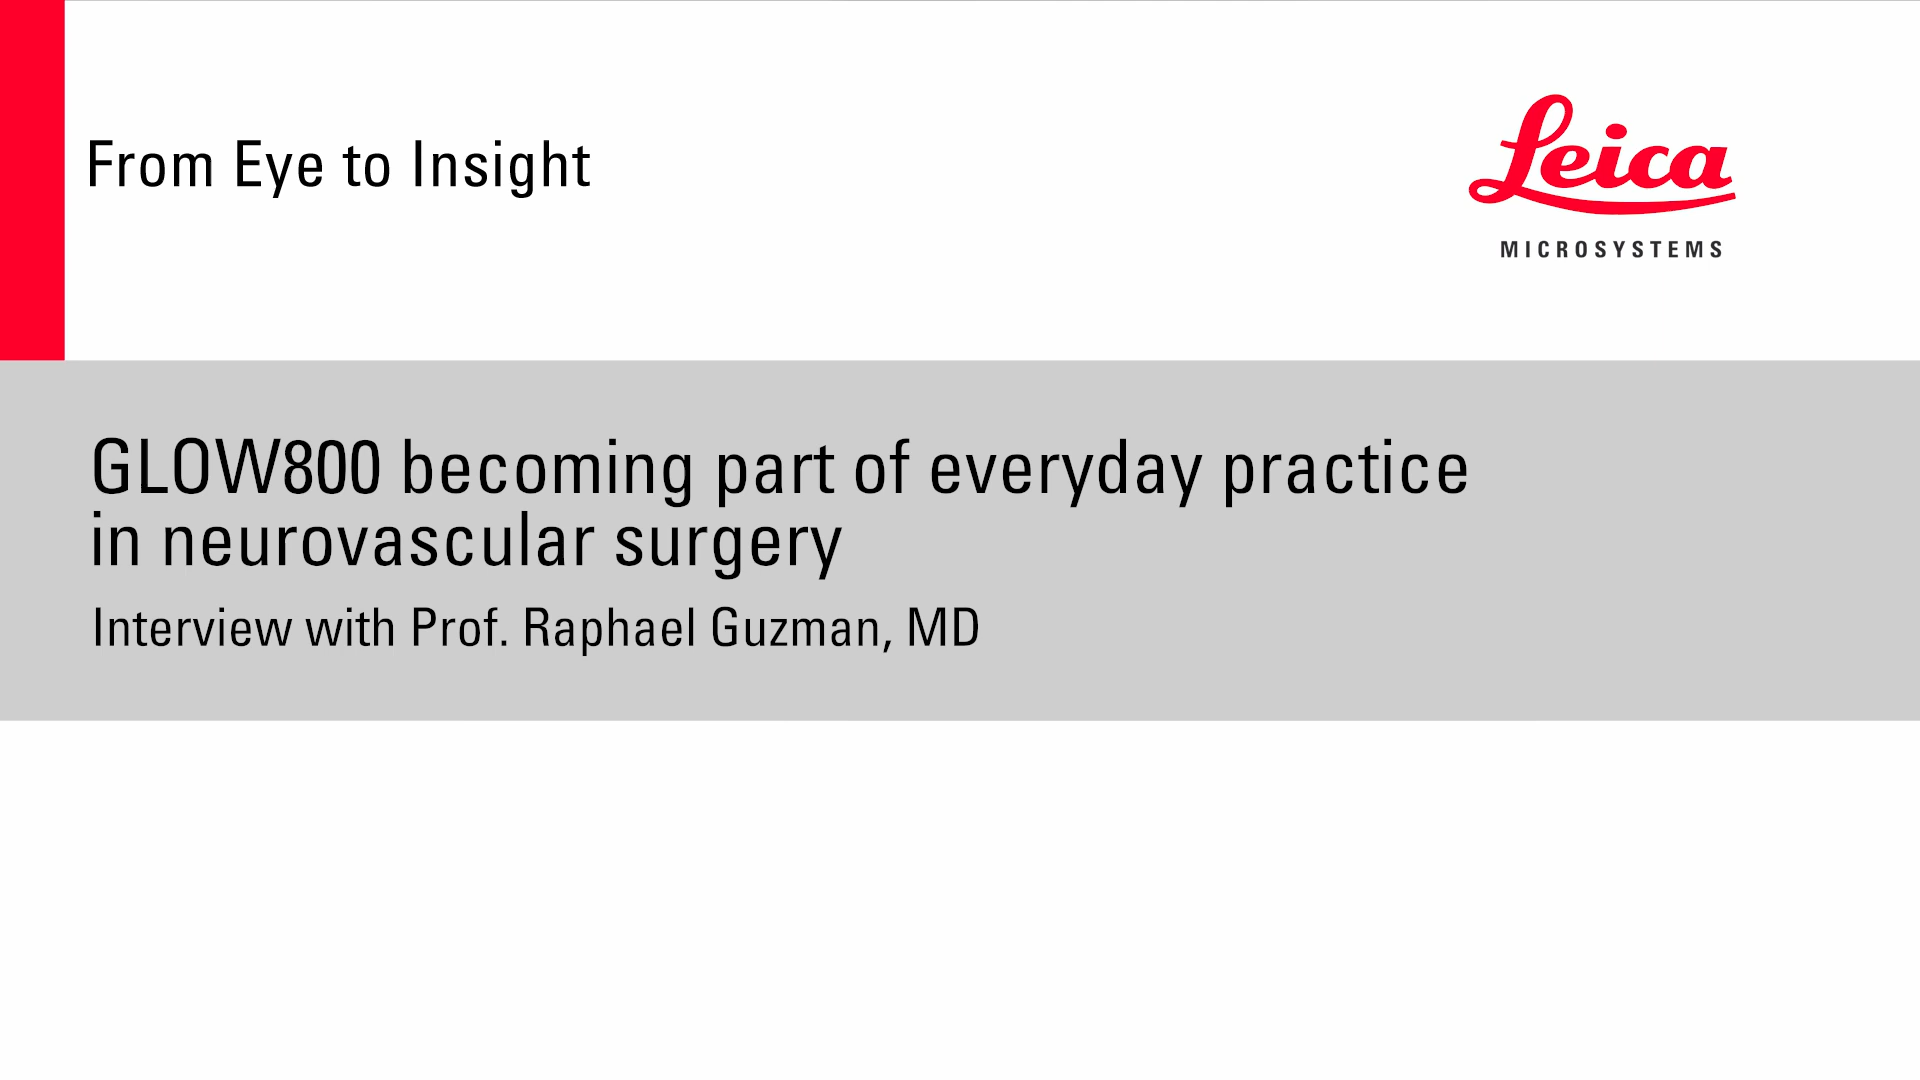 From Eye to Insight
Leica
MICROSYSTEMS
GLOW800 becoming part of everyday practice
in neurovascular surgery
Interview with Prof. Raphael Guzman, MD